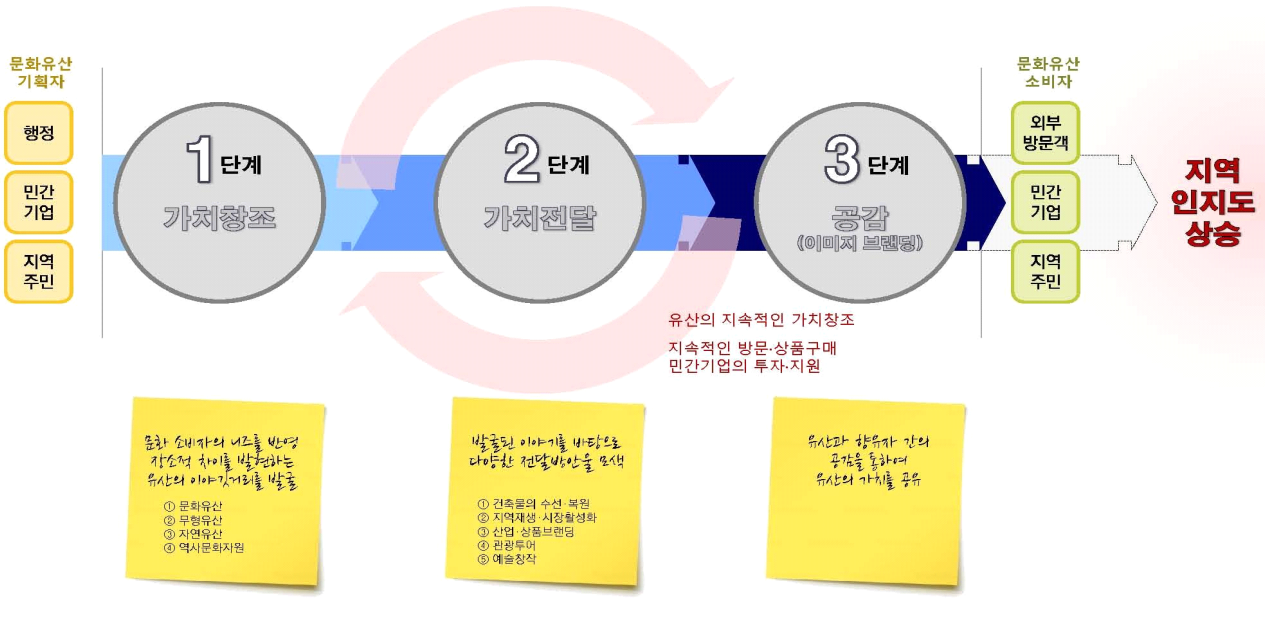 문화유산
기획자
행정
민간
기업
지역
주민
1단계
가치창조
2단계
가치전달
3단계
공감
(이미지 브랜딩)
문화유산
소비자
외부
방문객
민간
기업
지역
주민
지역
인지도
상승
유산의 지속적인 가치창조
지속적인 방문·상품구매
민간기업의 투자·지원
문화 소비자의 니즈를 반영
장소적 차이를 발현하는
유산의 이야깃거리를 발굴
① 문화유산
② 무형유산
③ 자연유산
④ 역사문화자원
발굴된 이야기를 바탕으로
다양한 전달방안을 모색
① 건축물의 수선·복원
② 지역재생·시장활성화
③ 산업·상품브랜딩
④ 관광투어
⑤ 예술창작
유산과 향유자 간의
공감을 통하여
유산의 가치를 공유